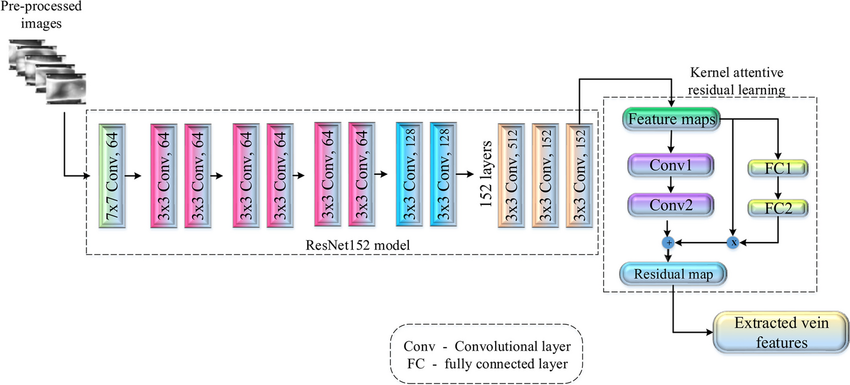 Pre-processed
images
Kernel attentive
residual learning
7x7 Conv, 64
3x3 Conv, 64
3x3 Conv, 64
3x3 Conv, 64
3x3 Conv, 64
3x3 Conv, 64
3x3 Conv, 64
3x3 Conv, 128
3x3 Conv, 128
152 layers
3x3 Conv, 512
3x3 Conv, 152
3x3 Conv, 152
ResNet152 model
Feature maps
Conv1
FC1
Conv2
FC2
+
x
Residual map
Extracted vein
features
Conv - Convolutional layer
FC - fully connected layer